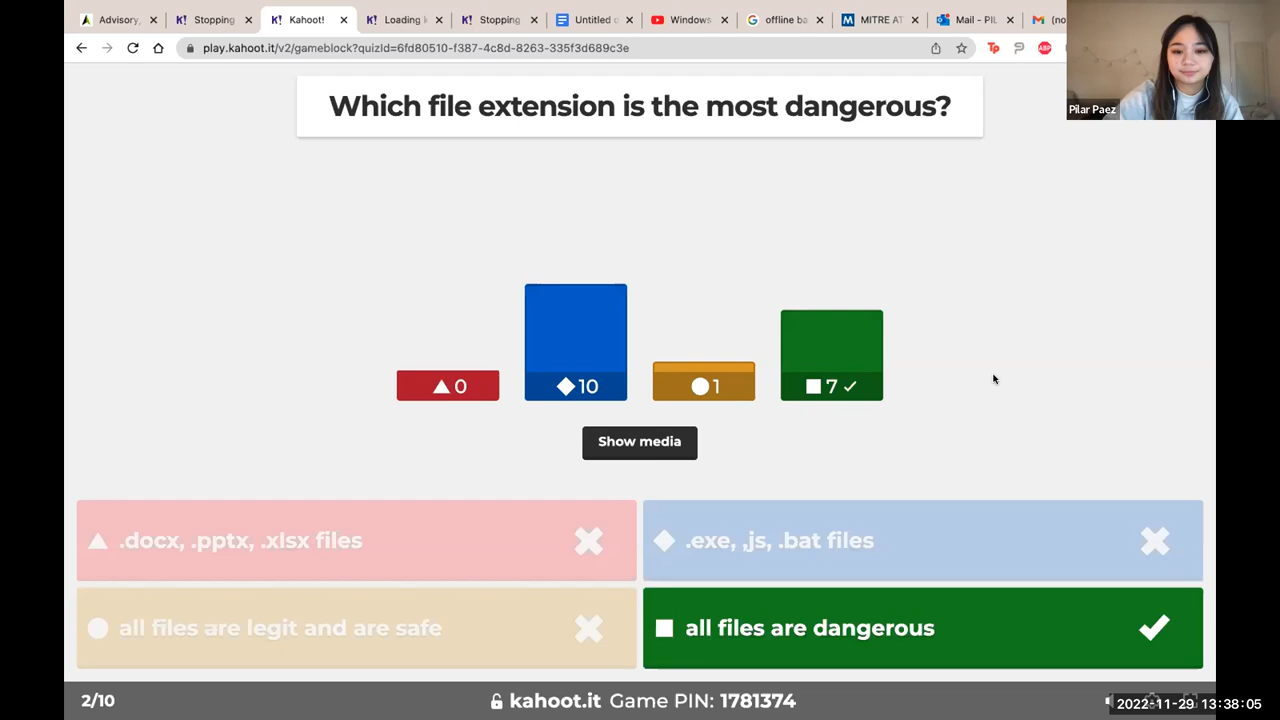 Advisory,
Stopping
Kahoot!
Loading k
Stopping
Untitled d
Windows
offline ba
MITRE AT
Mail - PIL
(no
play.kahoot.it/v2/gameblock?quizId=6fd80510-f387-4c8d-8263-335f3d689c3e
Pilar Paez
Which file extension is the most dangerous?
0
10
1
7
Show media
.docx, .pptx, .xlsx files
.exe, .js, .bat files
all files are legit and are safe
all files are dangerous
2/10
kahoot.it Game PIN: 1781374
2022-11-29 13:38:05